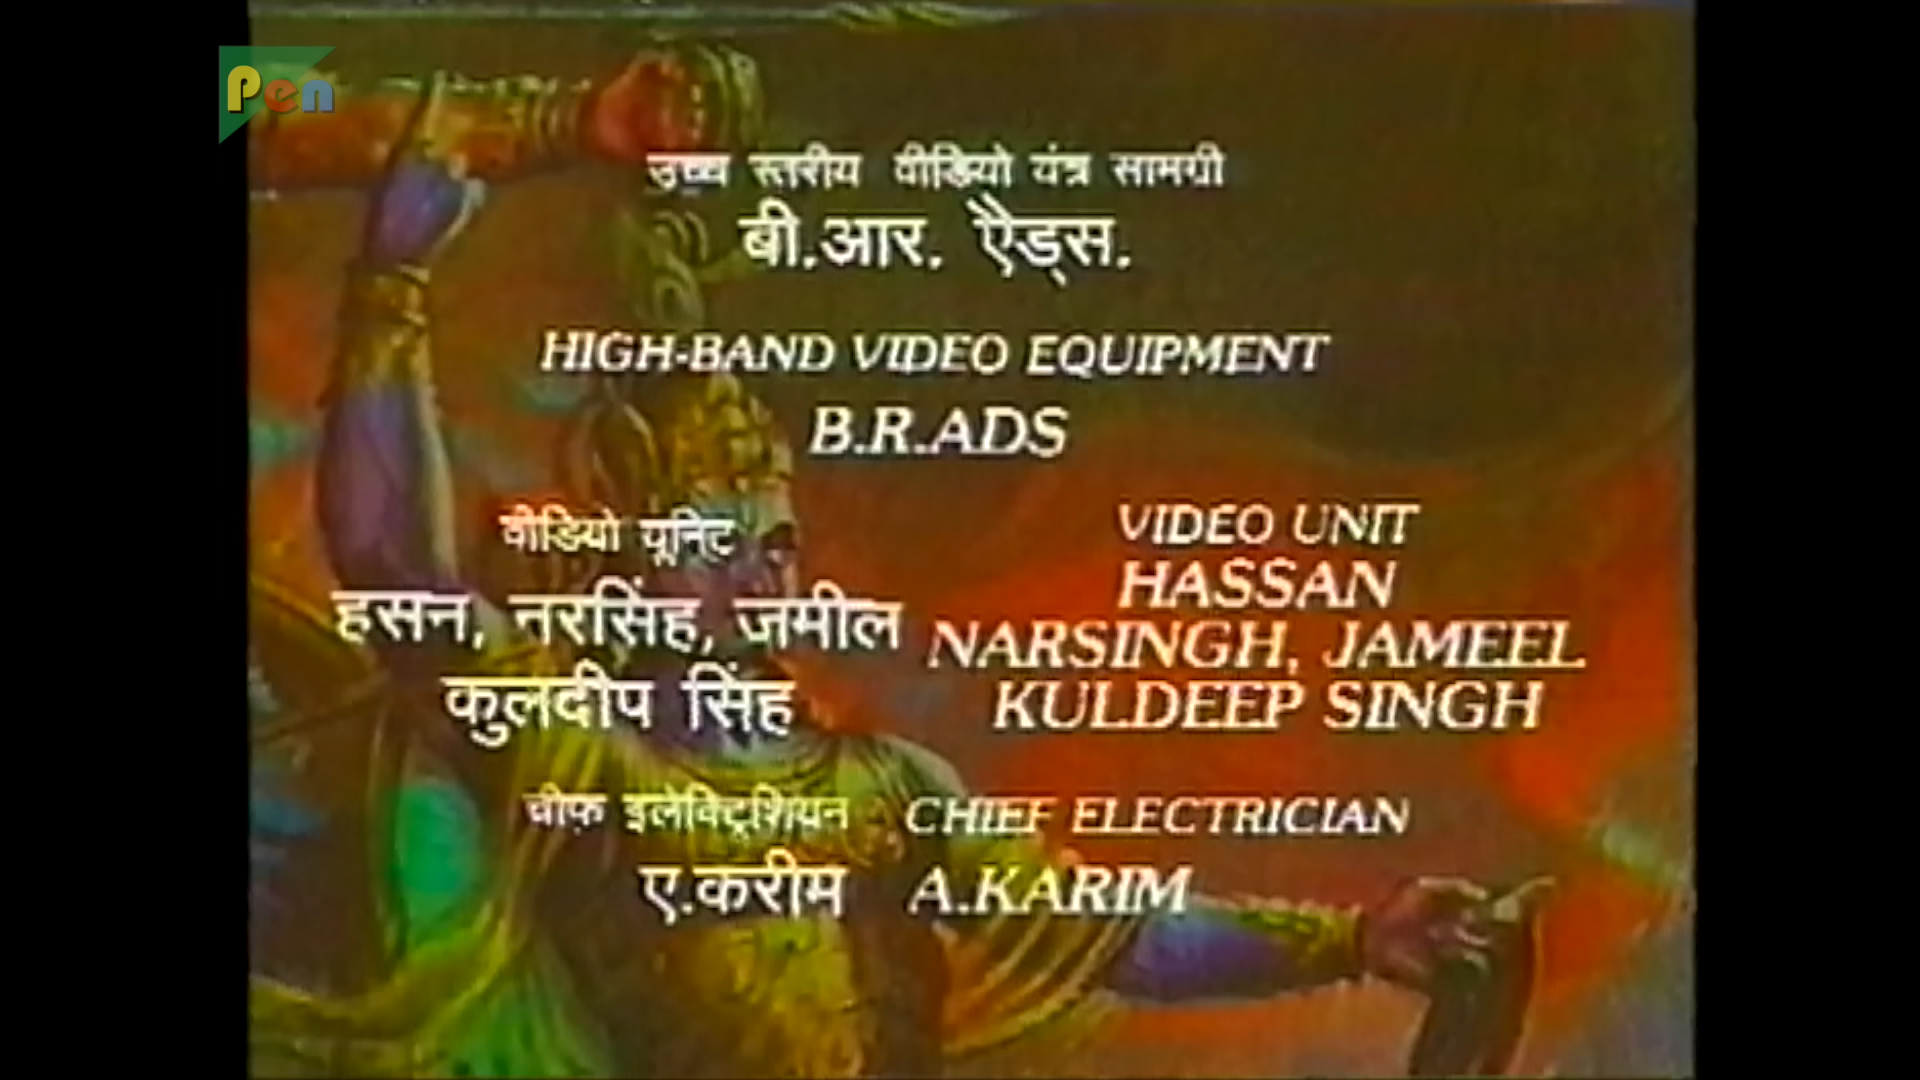 Pen
उच्च स्तरीय वीडियो यंत्र सामग्री
बी.आर. ऐड्स.
HIGH-BAND VIDEO EQUIPMENT
B.R.ADS
वीडियो यूनिट
हसन, नरसिंह, जमील
कुलदीप सिंह
VIDEO UNIT
HASSAN
NARSINGH, JAMEEL
KULDEEP SINGH
चीफ़ इलेक्ट्रिशियन
ए.करीम
CHIEF ELECTRICIAN
A.KARIM